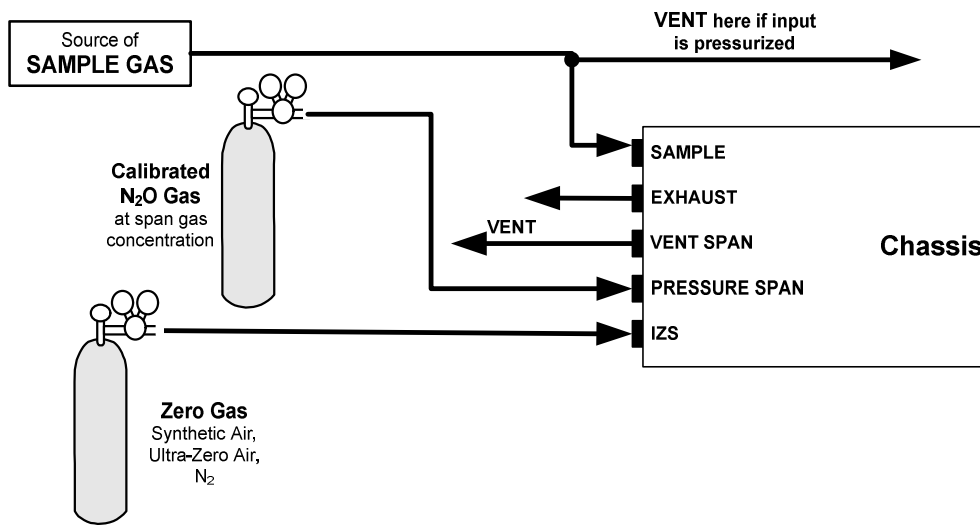 Source of
SAMPLE GAS
VENT here if input
is pressurized
Calibrated
N₂O Gas
at span gas
concentration
VENT
SAMPLE
EXHAUST
VENT SPAN
PRESSURE SPAN
IZS
Chassis
Zero Gas
Synthetic Air,
Ultra-Zero Air,
N₂